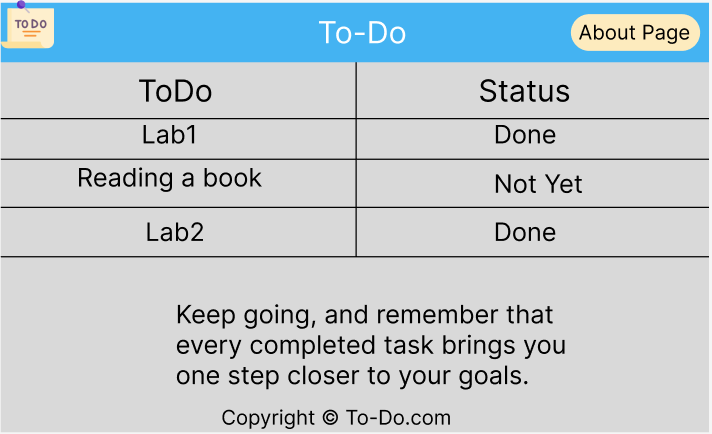 TO DO
To-Do
About Page
ToDo Status
Lab1 Done
Reading a book Not Yet
Lab2 Done
Keep going, and remember that
every completed task brings you
one step closer to your goals.
Copyright © To-Do.com